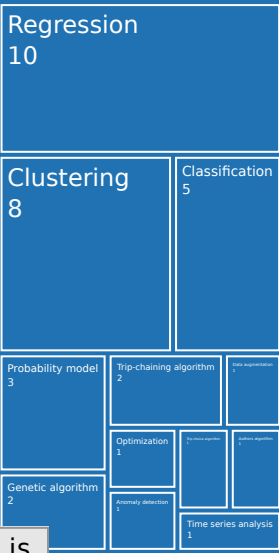 Regression
10
Clustering
8
Classification
5
Probability model
3
Trip-chaining algorithm
2
Data augmentation
1
Optimization
1
Genetic algorithm
2
Anomaly detection
1
Time series analysis
1
is